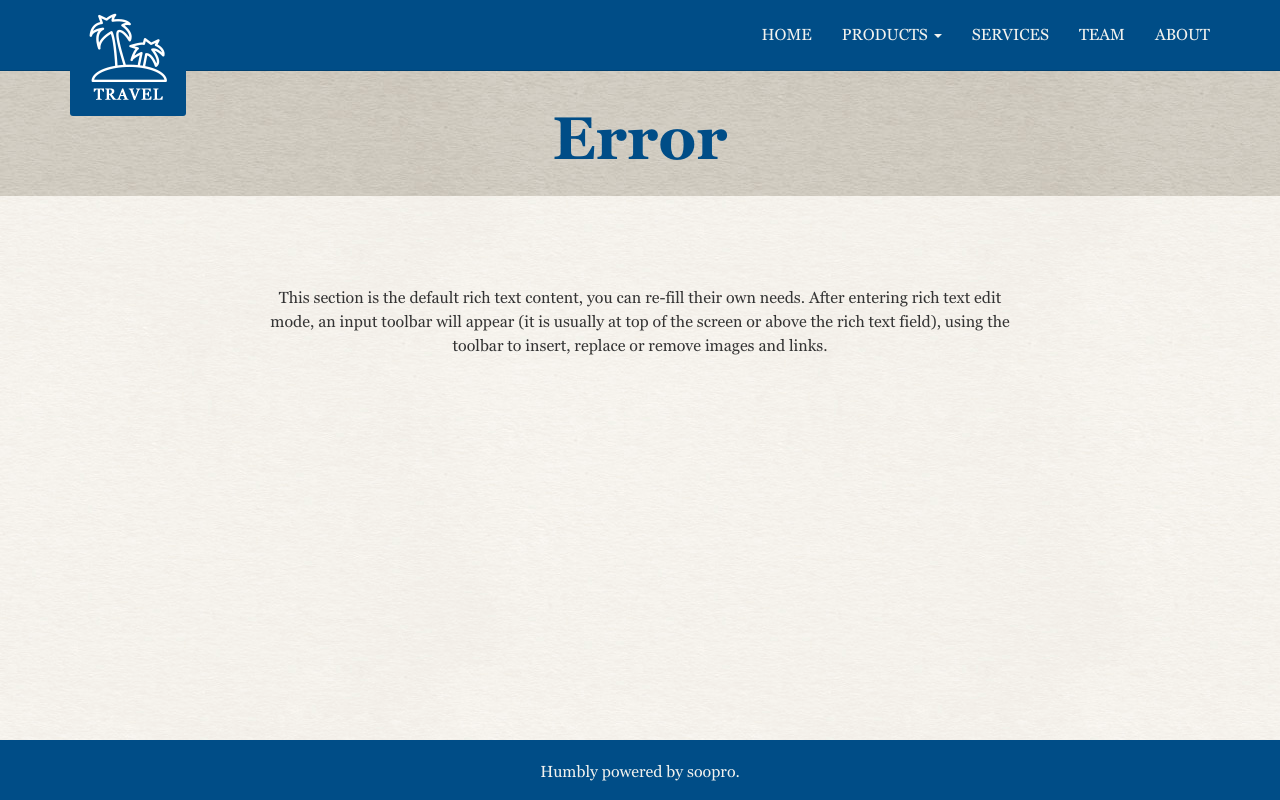 TRAVEL
HOME PRODUCTS SERVICES TEAM ABOUT
Error
This section is the default rich text content, you can re-fill their own needs. After entering rich text edit
mode, an input toolbar will appear (it is usually at top of the screen or above the rich text field), using the
toolbar to insert, replace or remove images and links.
Humbly powered by soopro.